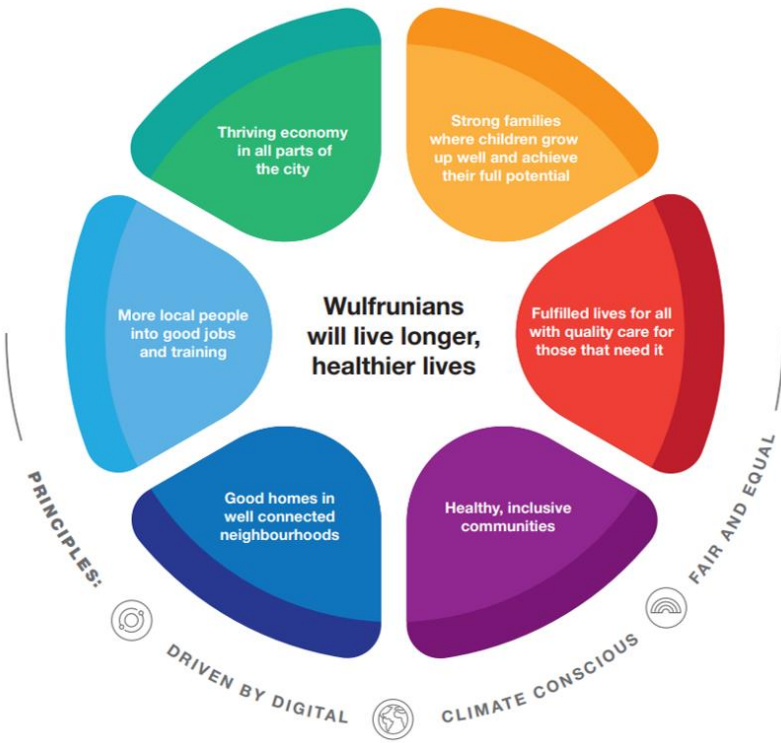 Thriving economy
in all parts of
the city
Strong families
where children grow
up well and achieve
their full potential
More local people
into good jobs
and training
Wulfrunians
will live longer,
healthier lives
Fulfilled lives for all
with quality care for
those that need it
Good homes in
well connected
neighbourhoods
Healthy, inclusive
communities
PRINCIPLES:
DRIVEN BY DIGITAL
CLIMATE CONSCIOUS
FAIR AND EQUAL